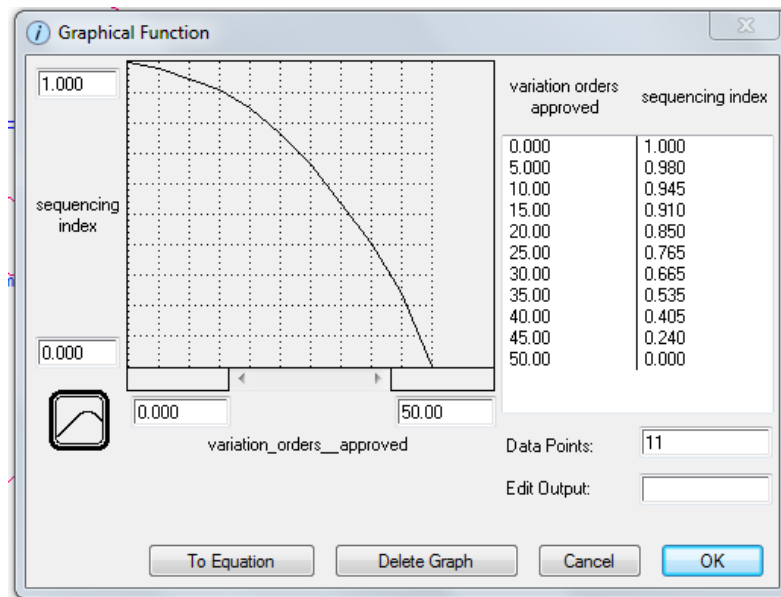 Graphical Function
1.000
sequencing
index
0.000
0.000
50.00
variation_orders__approved
variation orders
approved
sequencing index
0.000 1.000
5.000 0.980
10.00 0.945
15.00 0.910
20.00 0.850
25.00 0.765
30.00 0.665
35.00 0.535
40.00 0.405
45.00 0.240
50.00 0.000
Data Points: 11
Edit Output:
To Equation
Delete Graph
Cancel
OK